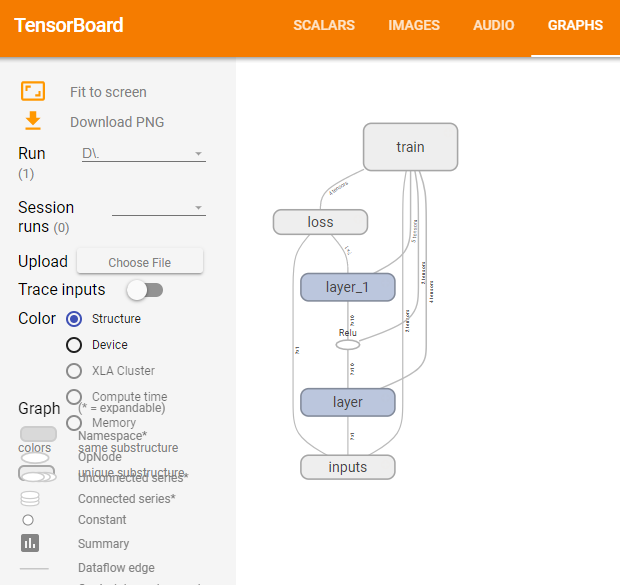 TensorBoard
SCALARS IMAGES AUDIO GRAPHS
Fit to screen
Download PNG
Run D\.
(1)
Session
runs (0)
Upload Choose File
Trace inputs
Color Structure
Device
XLA Cluster
Compute time
Graph (* = expandable)
Memory
Namespace*
colors same substructure
OpNode
unique substructure
Unconnected series*
Connected series*
Constant
Summary
Dataflow edge
train
4 tensors
loss
layer_1
Relu
layer
inputs